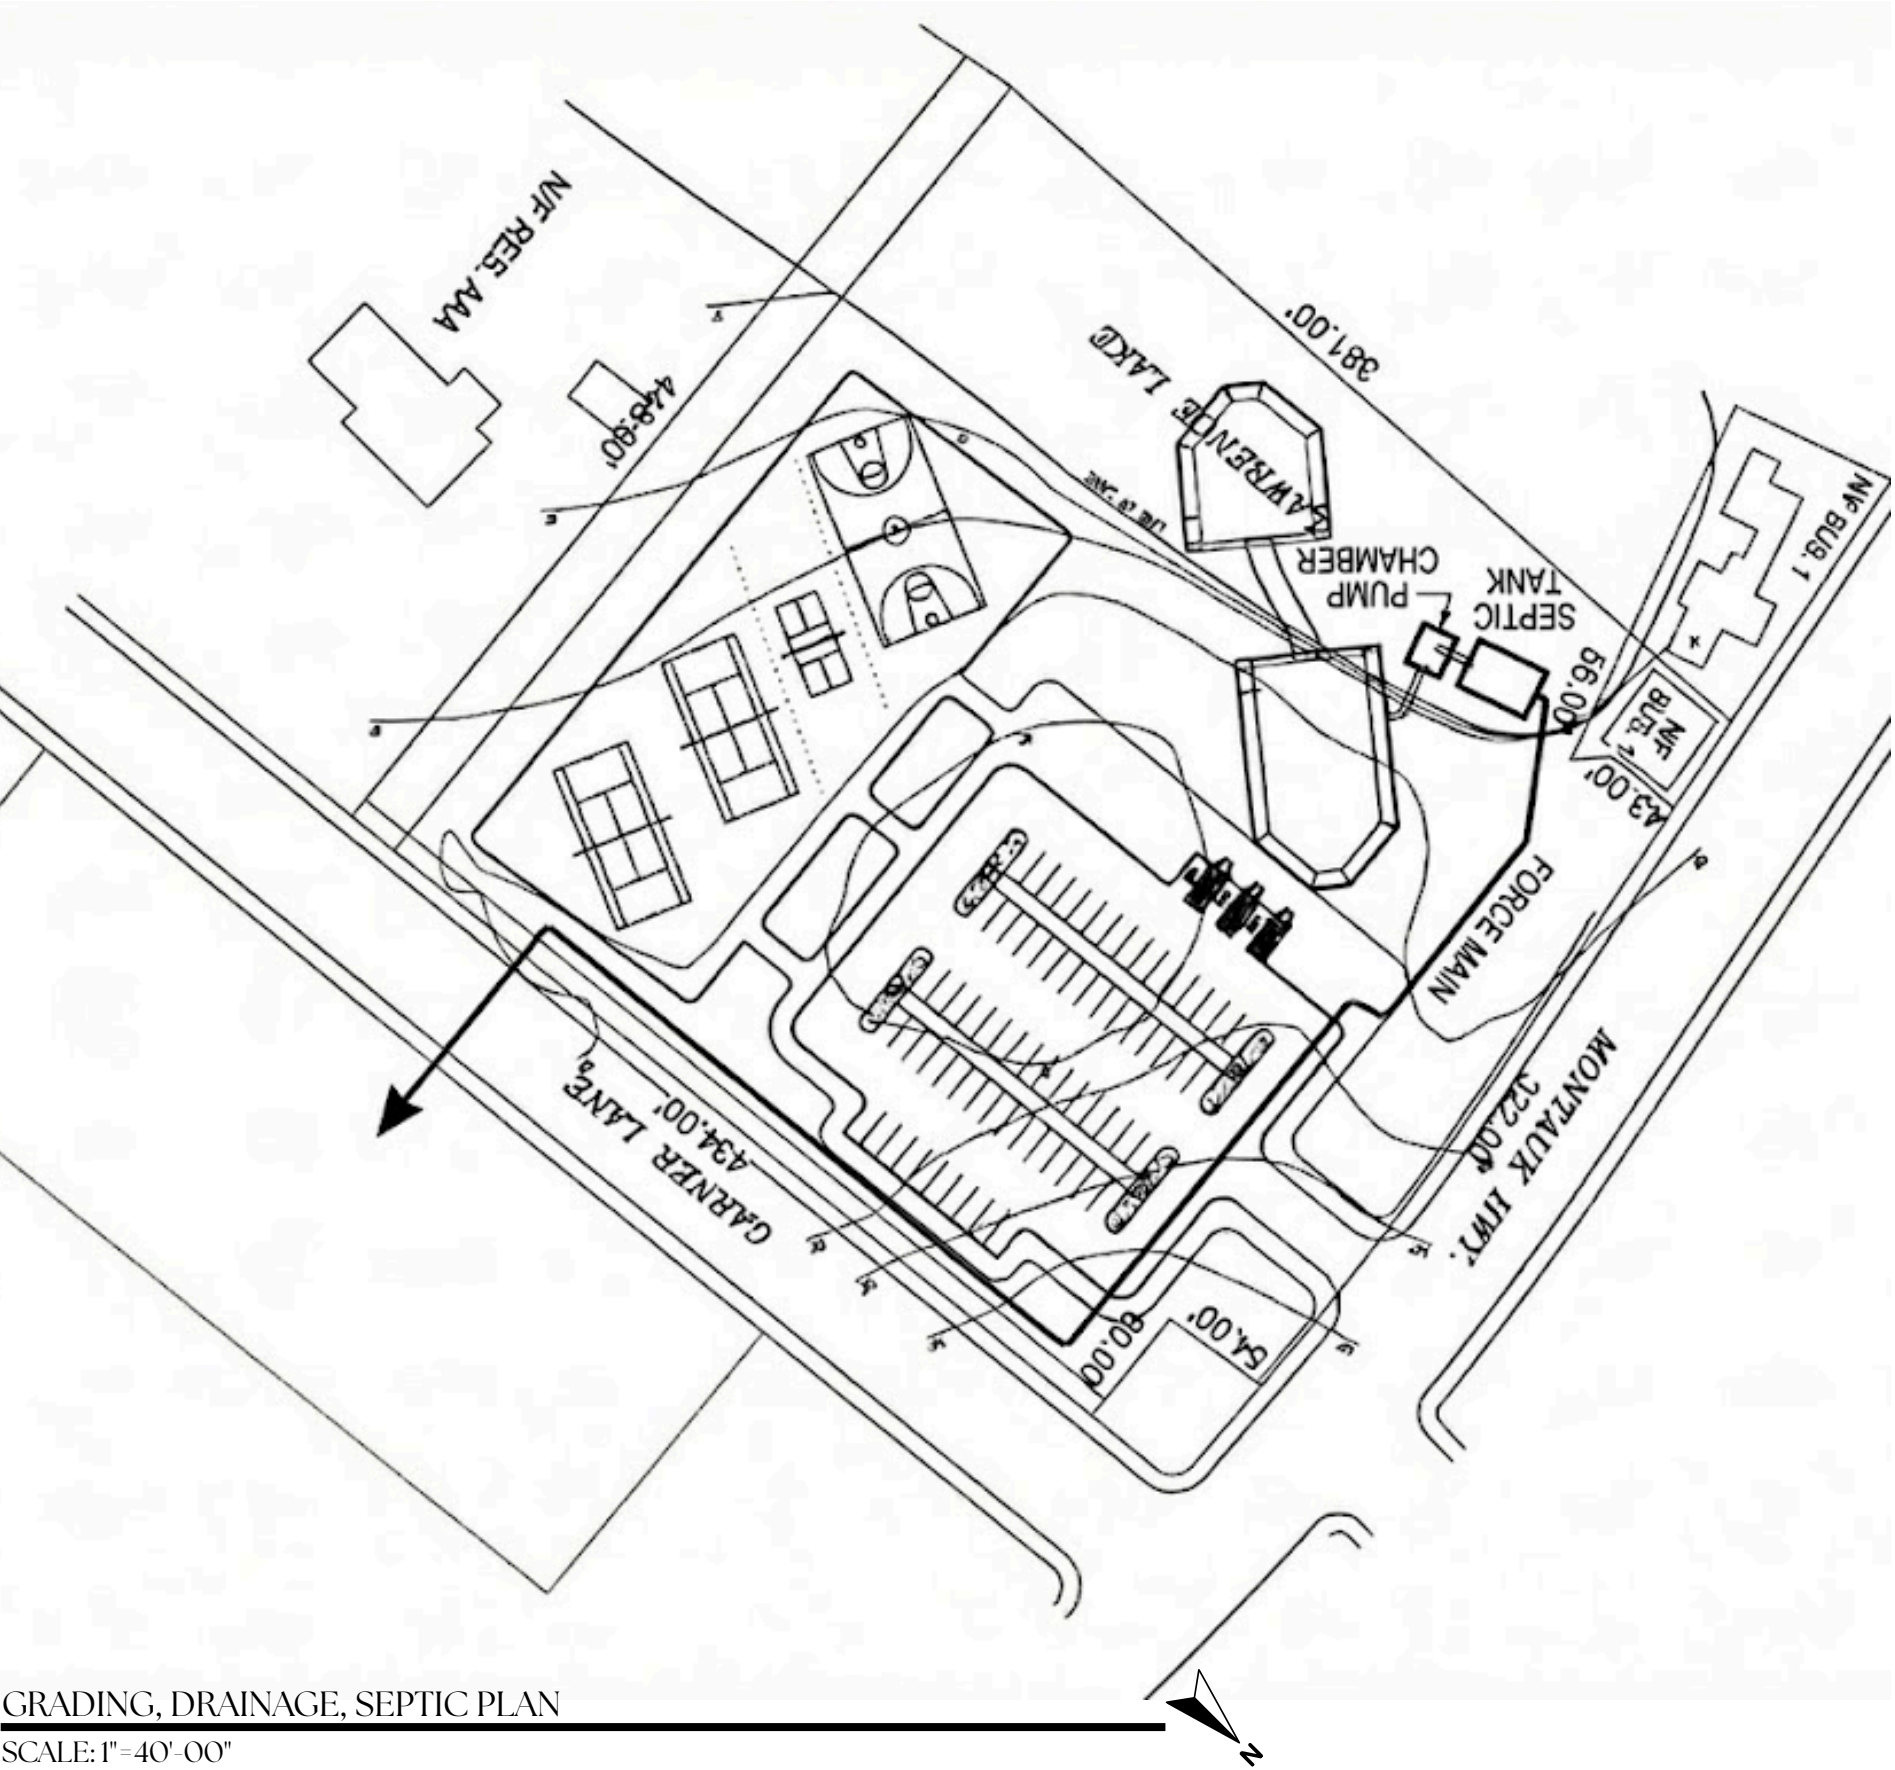 N/F RES. AAA
448.00'
LAWRENCE LAKE
381.00'
PUMP
CHAMBER
SEPTIC
TANK
56.00'
N/F BUS. 1
N/F
BUS. 1
43.00'
FORCE MAIN
MONTAUK HWY.
322.00'
GARNER LANE
434.00'
80.00'
54.00'
GRADING, DRAINAGE, SEPTIC PLAN
SCALE: 1"=40'-00"
N